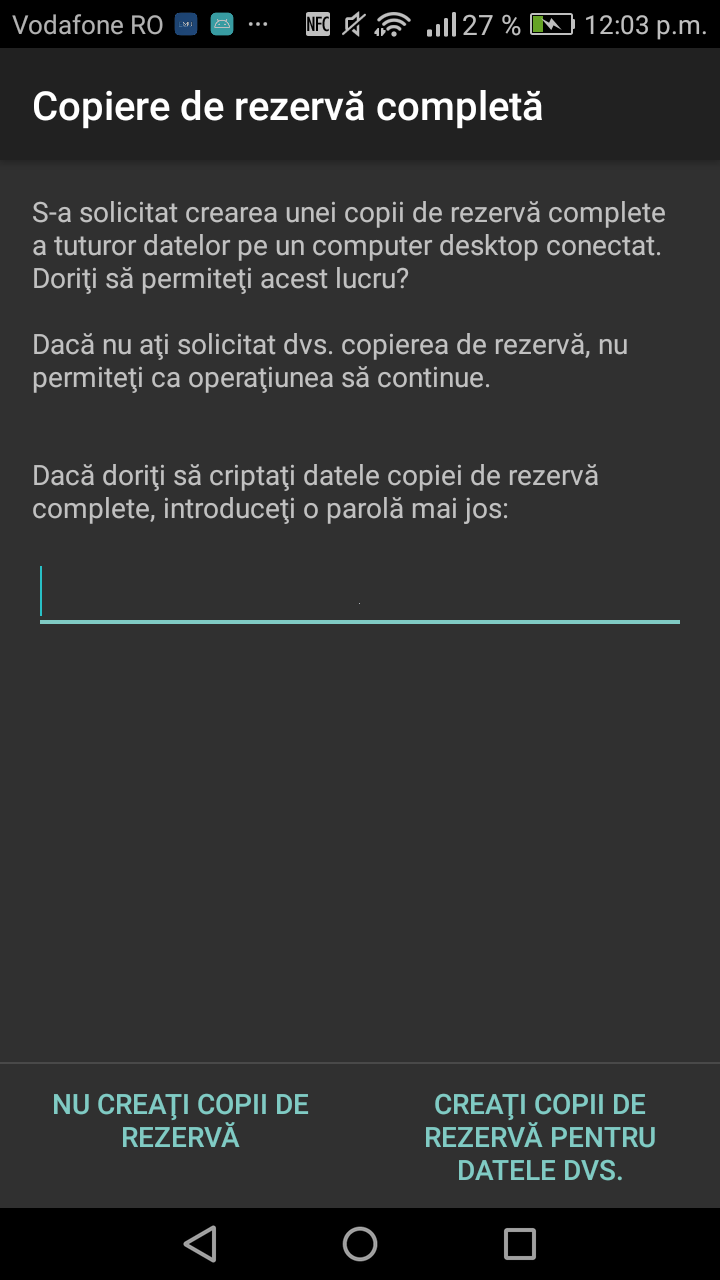 Vodafone RO ... NFC 27 % 12:03 p.m.
Copiere de rezervă completă
S-a solicitat crearea unei copii de rezervă complete
a tuturor datelor pe un computer desktop conectat.
Doriţi să permiteţi acest lucru?
Dacă nu aţi solicitat dvs. copierea de rezervă, nu
permiteţi ca operaţiunea să continue.
Dacă doriţi să criptaţi datele copiei de rezervă
complete, introduceţi o parolă mai jos:
NU CREAŢI COPII DE
REZERVĂ
CREAŢI COPII DE
REZERVĂ PENTRU
DATELE DVS.